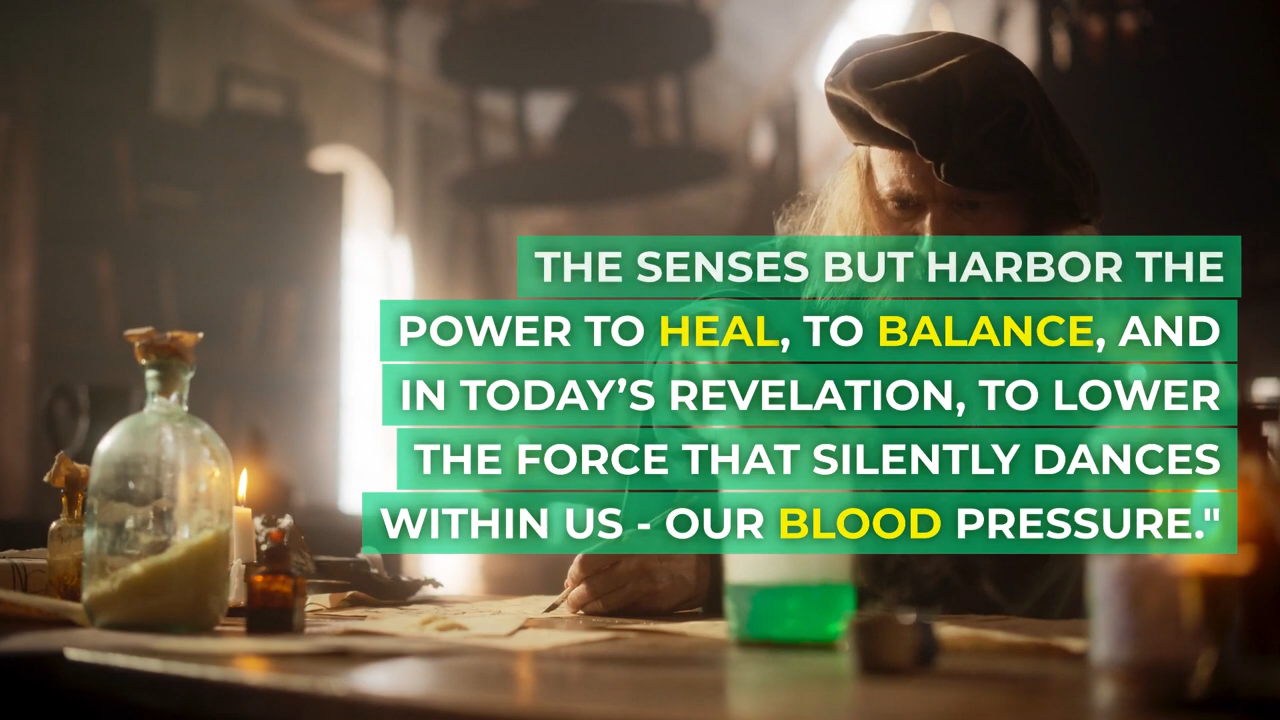 THE SENSES BUT HARBOR THE
POWER TO HEAL, TO BALANCE, AND
IN TODAY’S REVELATION, TO LOWER
THE FORCE THAT SILENTLY DANCES
WITHIN US - OUR BLOOD PRESSURE."